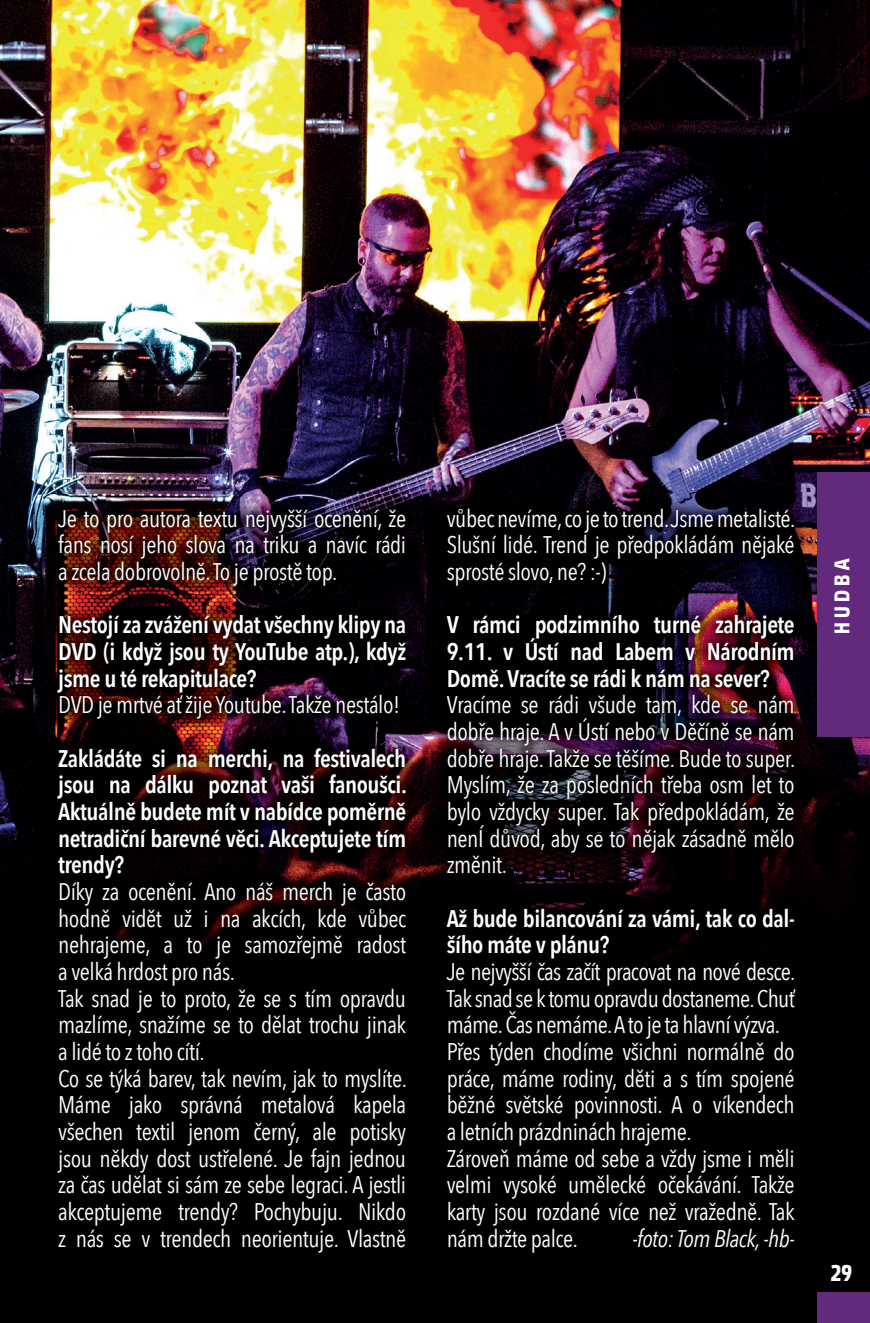 Je to pro autora textu nejvyšší ocenění, že
fans nosí jeho slova na triku a navíc rádi
a zcela dobrovolně. To je prostě top.
Nestojí za zvážení vydat všechny klipy na
DVD (i když jsou ty YouTube atp.), když
jsme u té rekapitulace?
DVD je mrtvé ať žije Youtube. Takže nestálo!
Zakládáte si na merchi, na festivalech
jsou na dálku poznat vaši fanoušci.
Aktuálně budete mít v nabídce poměrně
netradiční barevné věci. Akceptujete tím
trendy?
Díky za ocenění. Ano náš merch je často
hodně vidět už i na akcích, kde vůbec
nehrajeme, a to je samozřejmě radost
a velká hrdost pro nás.
Tak snad je to proto, že se s tím opravdu
mazlíme, snažíme se to dělat trochu jinak
a lidé to z toho cítí.
Co se týká barev, tak nevím, jak to myslíte.
Máme jako správná metalová kapela
všechen textil jenom černý, ale potisky
jsou někdy dost ustřelené. Je fajn jednou
za čas udělat si sám ze sebe legraci. A jestli
akceptujeme trendy? Pochybuju. Nikdo
z nás se v trendech neorientuje. Vlastně
vůbec nevíme, co je to trend. Jsme metalisté.
Slušní lidé. Trend je předpokládám nějaké
sprosté slovo, ne? :-)
V rámci podzimního turné zahrajete
9.11. v Ústí nad Labem v Národním
Domě. Vracíte se rádi k nám na sever?
Vracíme se rádi všude tam, kde se nám
dobře hraje. A v Ústí nebo v Děčíně se nám
dobře hraje. Takže se těšíme. Bude to super.
Myslím, že za posledních třeba osm let to
bylo vždycky super. Tak předpokládám, že
není důvod, aby se to nějak zásadně mělo
změnit.
Až bude bilancování za vámi, tak co dal-
šího máte v plánu?
Je nejvyšší čas začít pracovat na nové desce.
Tak snad se k tomu opravdu dostaneme. Chuť
máme. Čas nemáme. A to je ta hlavní výzva.
Přes týden chodíme všichni normálně do
práce, máme rodiny, děti a s tím spojené
běžné světské povinnosti. A o víkendech
a letních prázdninách hrajeme.
Zároveň máme od sebe a vždy jsme i měli
velmi vysoké umělecké očekávání. Takže
karty jsou rozdané více než vražedně. Tak
nám držte palce. -foto: Tom Black, -hb-
HUDBA
29